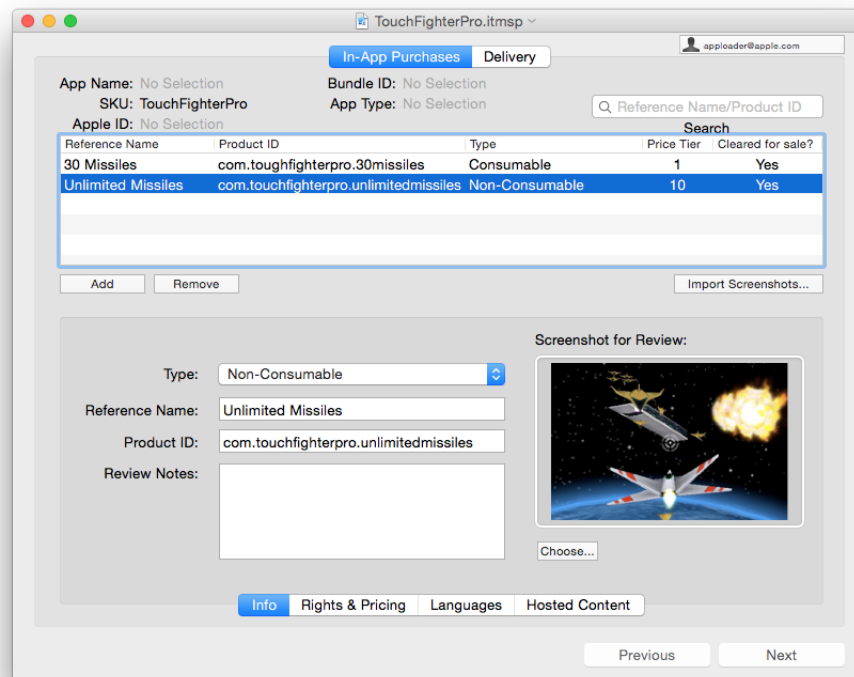 TouchFighterPro.itmsp
apploader@apple.com
In-App Purchases Delivery
App Name: No Selection Bundle ID: No Selection
SKU: TouchFighterPro App Type: No Selection
Apple ID: No Selection
Reference Name/Product ID
Search
Reference Name Product ID Type Price Tier Cleared for sale?
30 Missiles com.toughfighterpro.30missiles Consumable 1 Yes
Unlimited Missiles com.touchfighterpro.unlimitedmissiles Non-Consumable 10 Yes
Add Remove Import Screenshots...
Screenshot for Review:
Type: Non-Consumable
Reference Name: Unlimited Missiles
Product ID: com.touchfighterpro.unlimitedmissiles
Review Notes:
Choose...
Info Rights & Pricing Languages Hosted Content
Previous Next